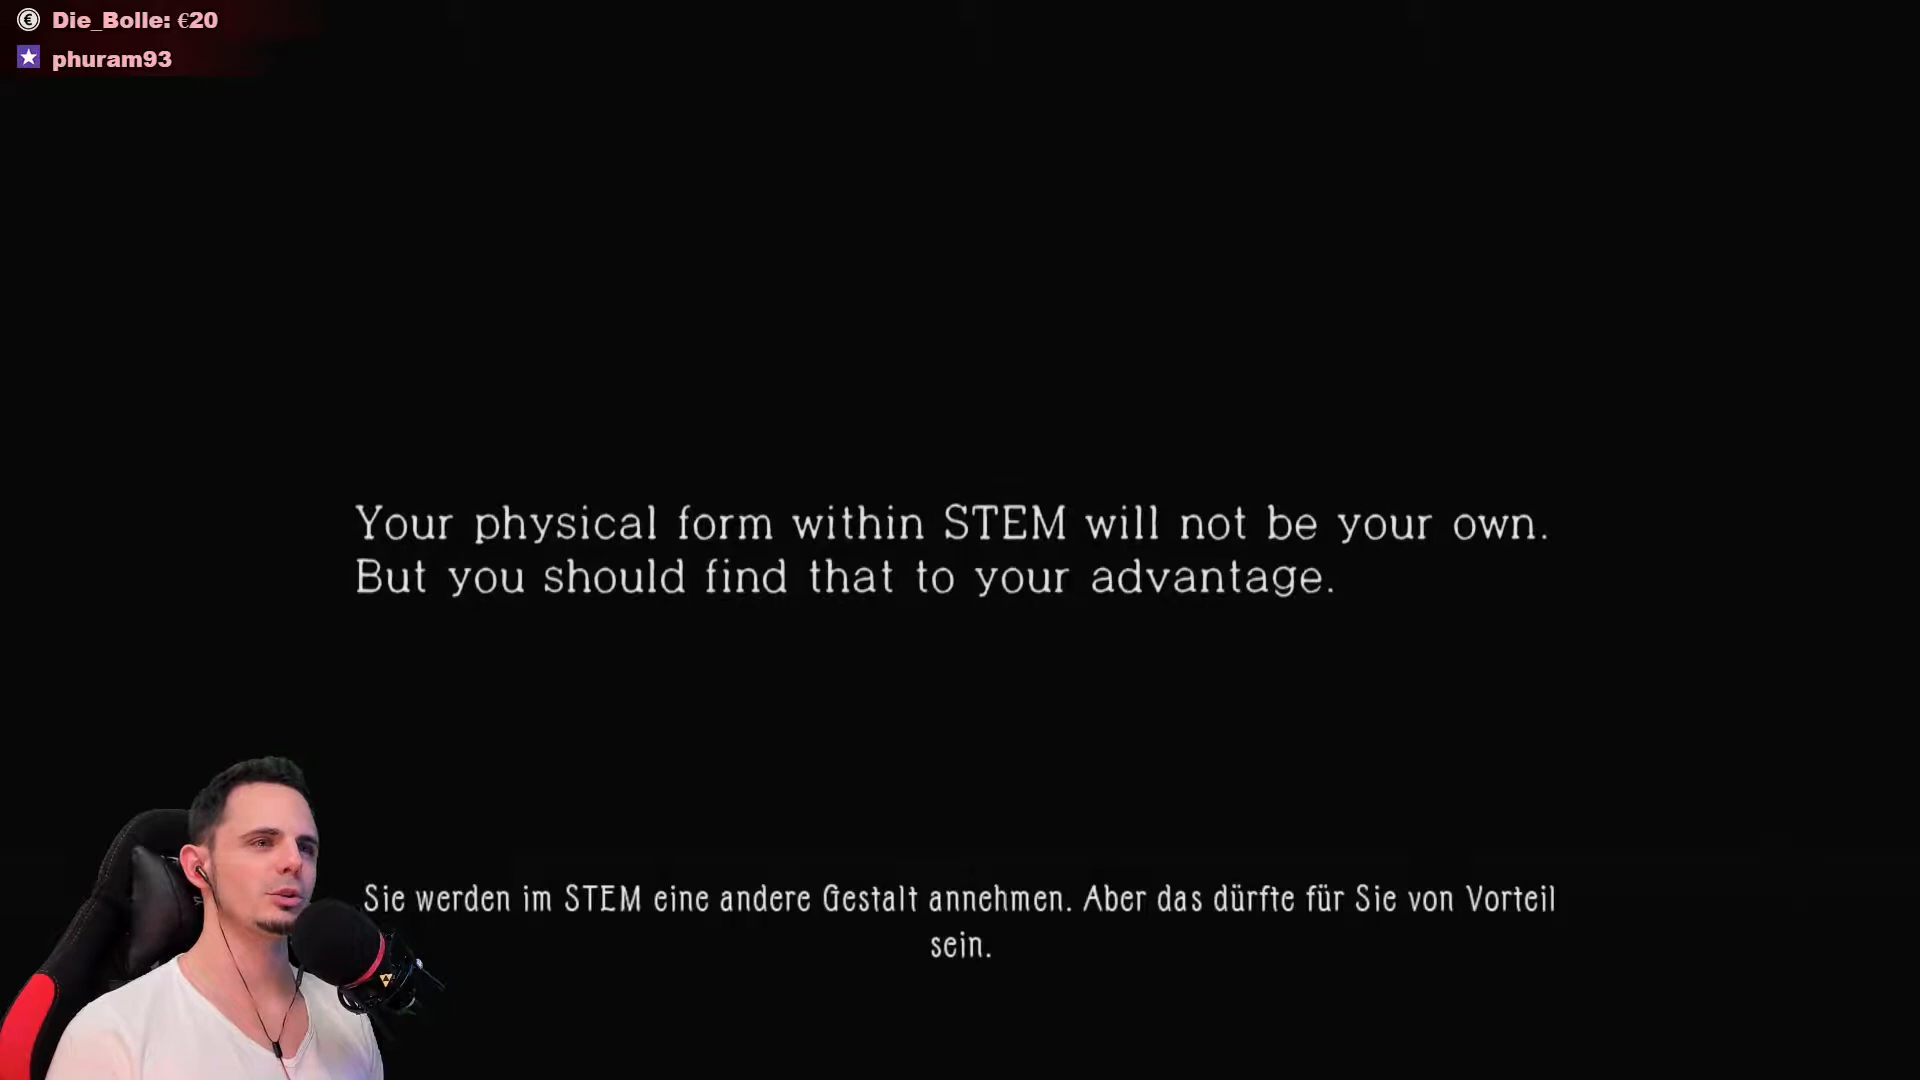 Die_Bolle: €20
phuram93
Your physical form within STEM will not be your own.
But you should find that to your advantage.
Sie werden im STEM eine andere Gestalt annehmen. Aber das dürfte für Sie von Vorteil
sein.